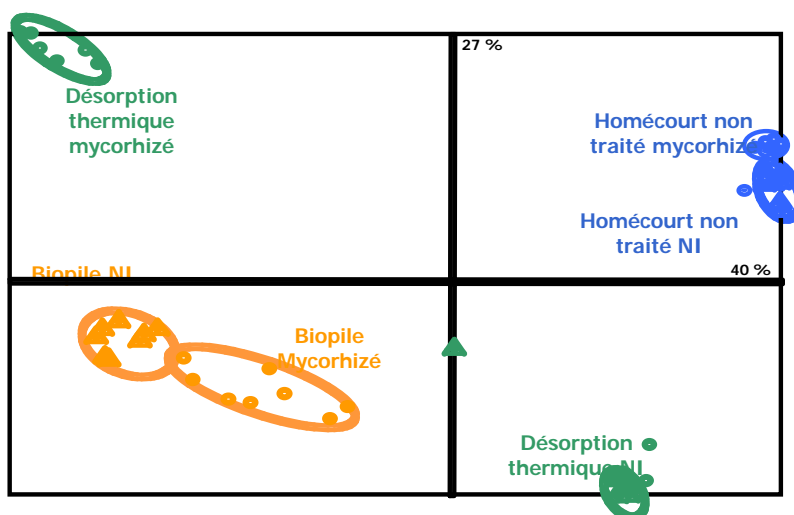 27 %
Désorption
thermique
mycorhizé
Homécourt non
traité mycorhizé
Homécourt non
traité NI
Biopile NI
40 %
Biopile
Mycorhizé
Désorption
thermique NI